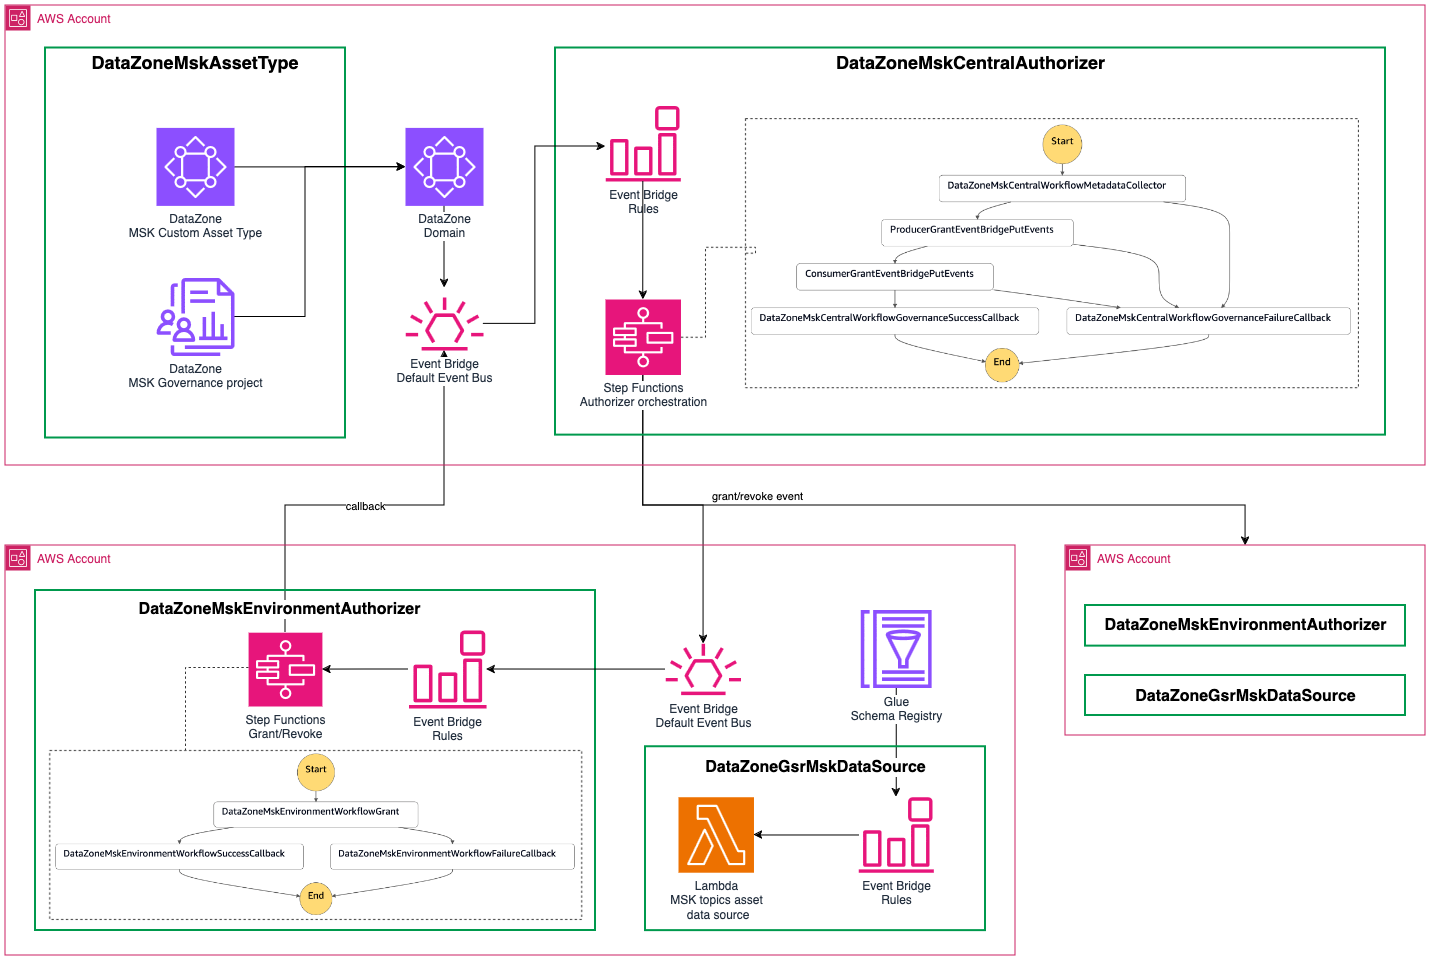 AWS Account
DataZoneMskAssetType
DataZone
MSK Custom Asset Type
DataZone
MSK Governance project
DataZone
Domain
Event Bridge
Default Event Bus
DataZoneMskCentralAuthorizer
Event Bridge
Rules
Step Functions
Authorizer orchestration
Start
DataZoneMskCentralWorkflowMetadataCollector
ProducerGrantEventBridgePutEvents
ConsumerGrantEventBridgePutEvents
DataZoneMskCentralWorkflowGovernanceSuccessCallback
DataZoneMskCentralWorkflowGovernanceFailureCallback
End
callback
grant/revoke event
AWS Account
DataZoneMskEnvironmentAuthorizer
Step Functions
Grant/Revoke
Event Bridge
Rules
Start
DataZoneMskEnvironmentWorkflowGrant
DataZoneMskEnvironmentWorkflowSuccessCallback
DataZoneMskEnvironmentWorkflowFailureCallback
End
Event Bridge
Default Event Bus
Glue
Schema Registry
DataZoneGsrMskDataSource
Lambda
MSK topics asset
data source
Event Bridge
Rules
AWS Account
DataZoneMskEnvironmentAuthorizer
DataZoneGsrMskDataSource